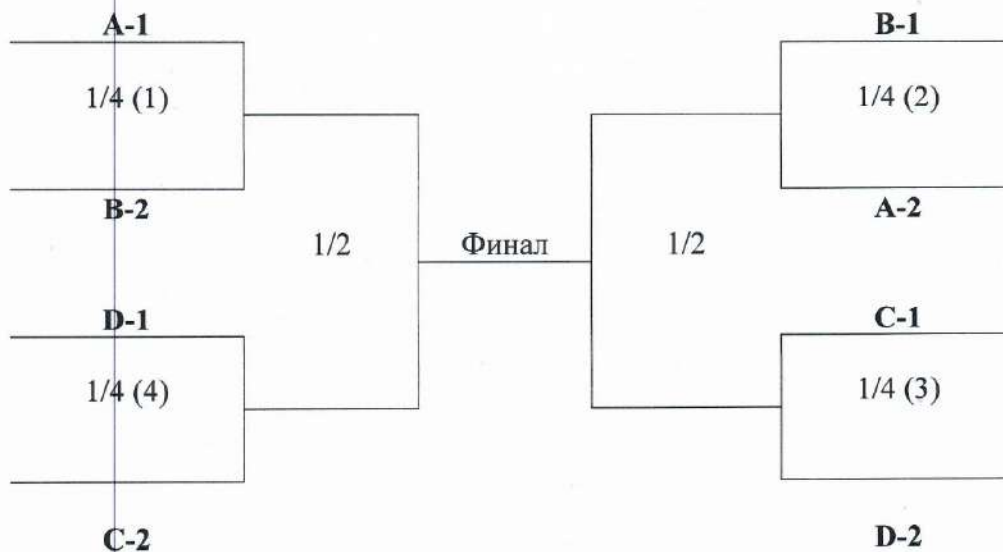 A-1
B-1
1/4 (1)
1/4 (2)
B-2
A-2
1/2
Финал
1/2
D-1
C-1
1/4 (4)
1/4 (3)
C-2
D-2